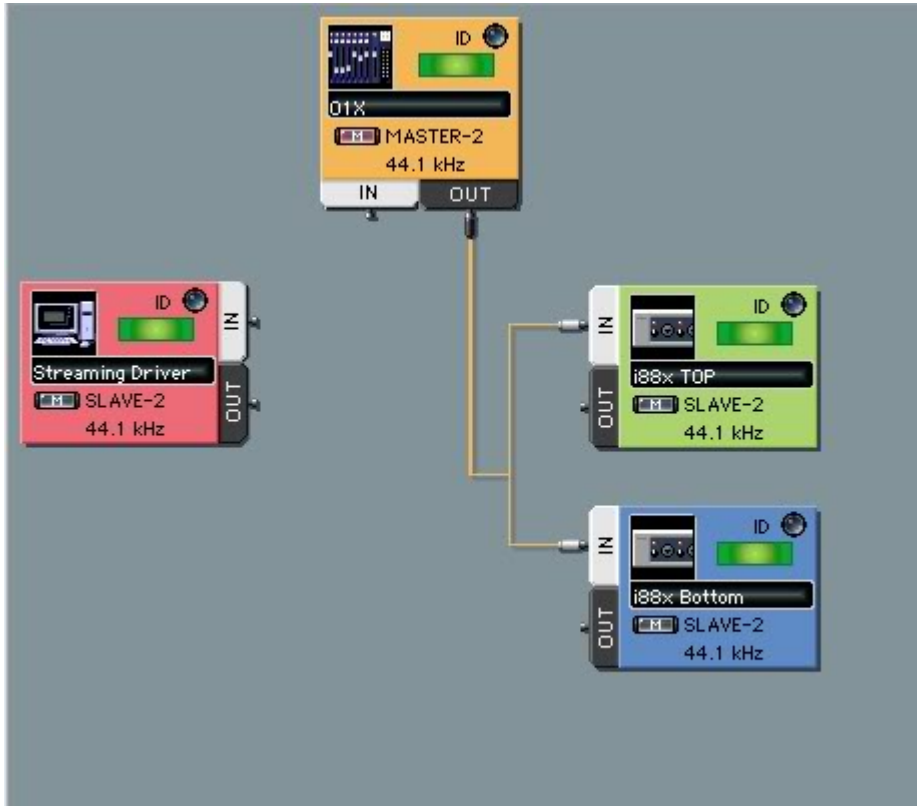 ID
01X
M MASTER-2
44.1 kHz
IN OUT
ID
IN
Streaming Driver
M SLAVE-2
OUT
44.1 kHz
ID
IN
i88x TOP
M SLAVE-2
OUT
44.1 kHz
ID
IN
i88x Bottom
M SLAVE-2
OUT
44.1 kHz